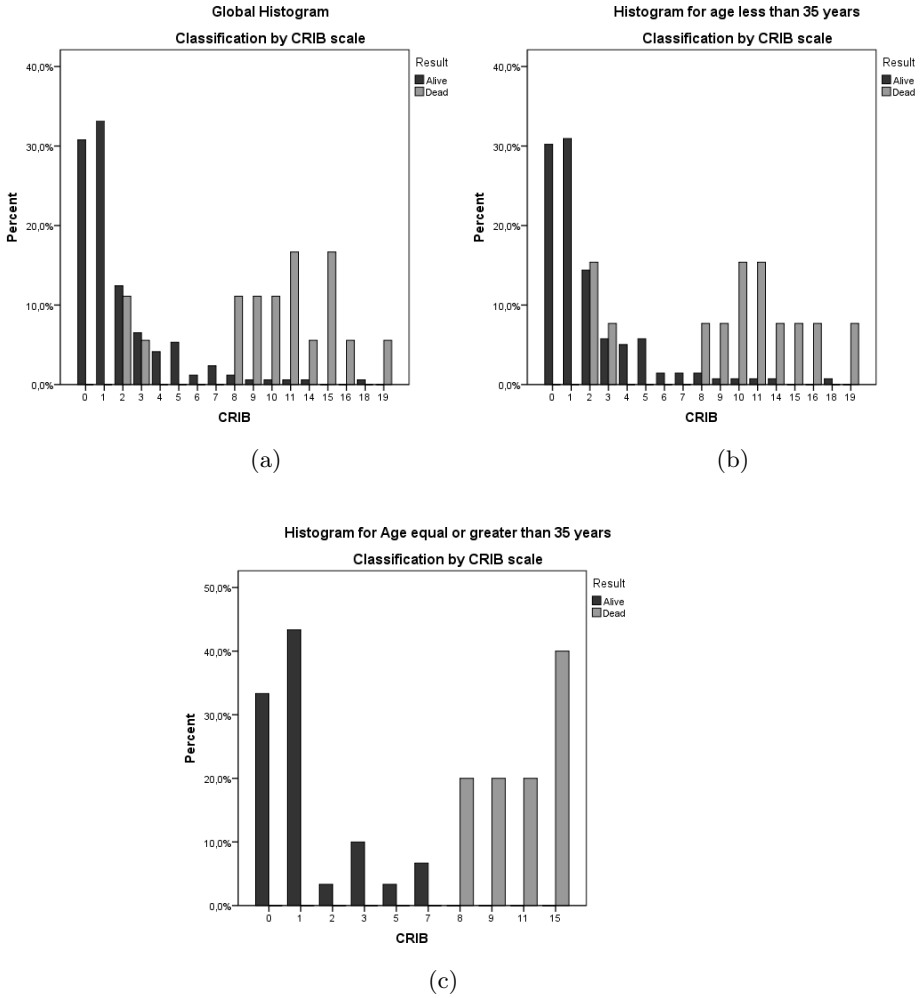 Global Histogram
Classification by CRIB scale
Result
Alive
Dead
40,0%
30,0%
20,0%
10,0%
0,0%
Percent
0 1 2 3 4 5 6 7 8 9 10 11 14 15 16 18 19
CRIB
(a)
Histogram for age less than 35 years
Classification by CRIB scale
Result
Alive
Dead
40,0%
30,0%
20,0%
10,0%
0,0%
Percent
0 1 2 3 4 5 6 7 8 9 10 11 14 15 16 18 19
CRIB
(b)
Histogram for Age equal or greater than 35 years
Classification by CRIB scale
Result
Alive
Dead
50,0%
40,0%
30,0%
20,0%
10,0%
0,0%
Percent
0 1 2 3 5 7 8 9 11 15
CRIB
(c)